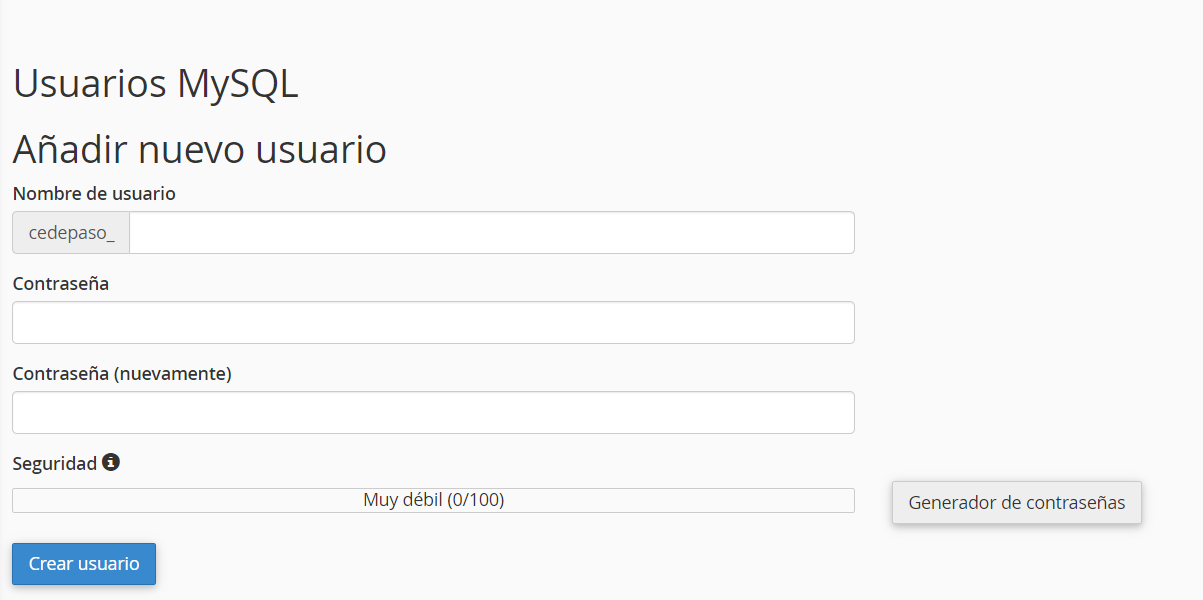 Usuarios MySQL
Añadir nuevo usuario
Nombre de usuario
cedepaso_
Contraseña
Contraseña (nuevamente)
Seguridad
Muy débil (0/100)
Generador de contraseñas
Crear usuario